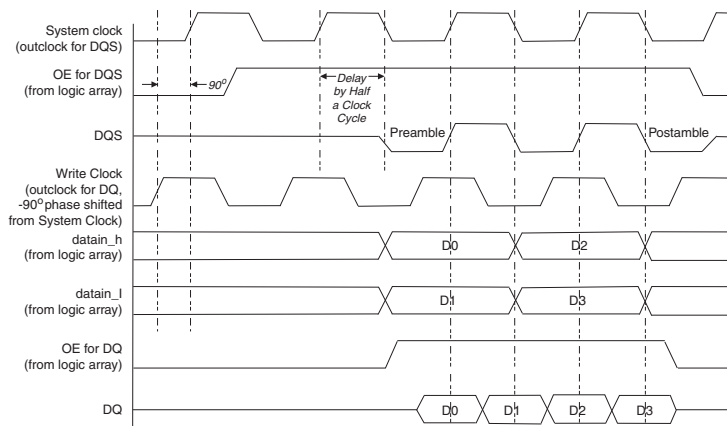 System clock
(outclock for DQS)
OE for DQS
(from logic array)
90°
Delay
by Half
a Clock
Cycle
DQS
Preamble
Postamble
Write Clock
(outclock for DQ,
-90° phase shifted
from System Clock)
datain_h
(from logic array)
D0
D2
datain_l
(from logic array)
D1
D3
OE for DQ
(from logic array)
DQ
D0
D1
D2
D3